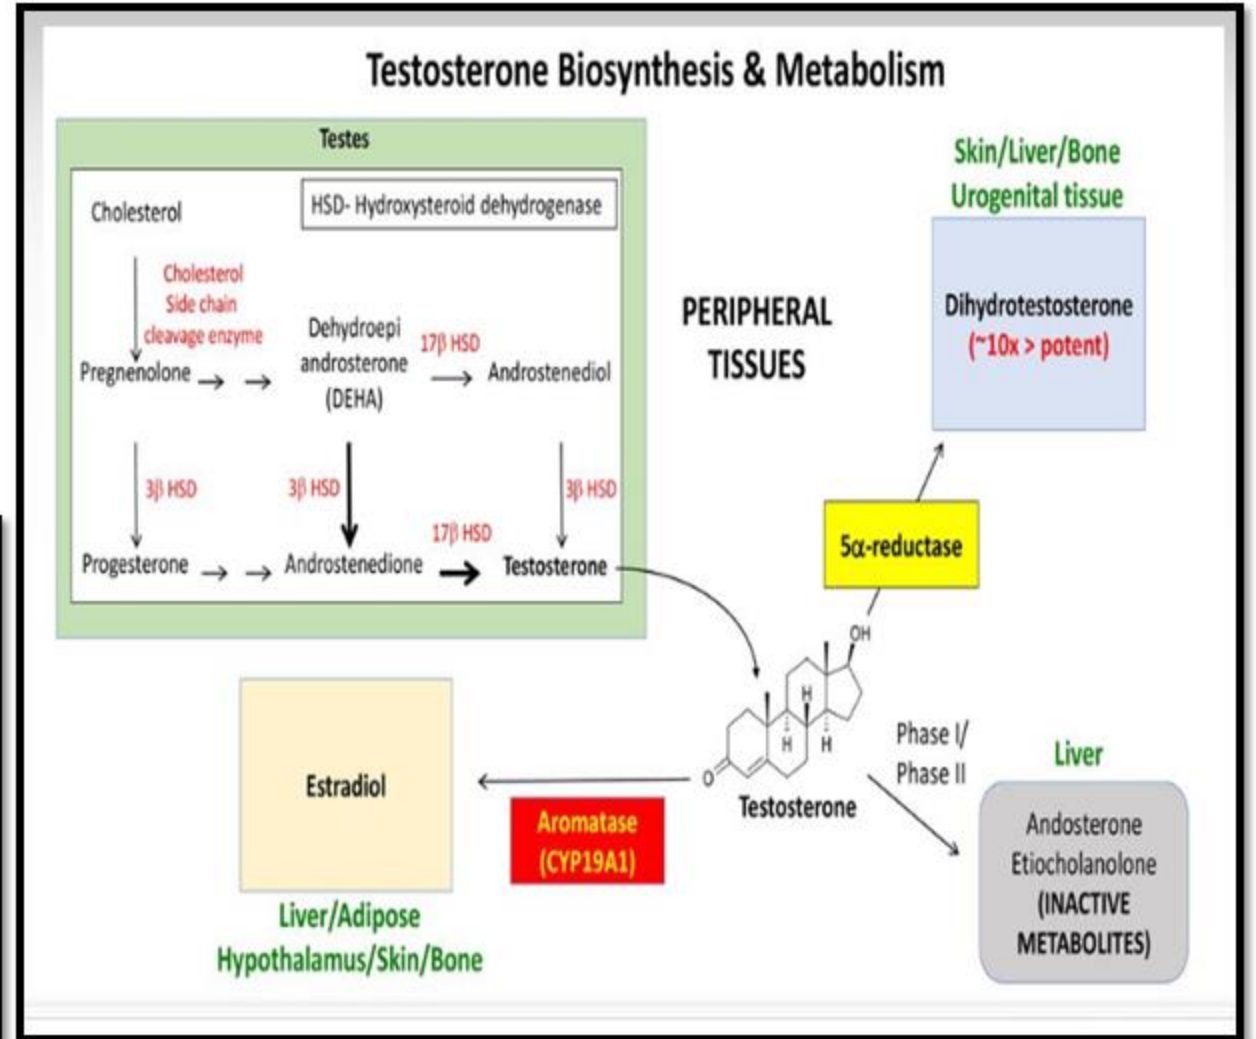 Testosterone Biosynthesis & Metabolism
Testes
HSD- Hydroxysteroid dehydrogenase
Cholesterol
Cholesterol
Side chain
cleavage enzyme
Pregnenolone
Dehydroepi
androsterone
(DEHA)
17β HSD
Androstenediol
3β HSD
3β HSD
3β HSD
Progesterone
Androstenedione
17β HSD
Testosterone
PERIPHERAL
TISSUES
Skin/Liver/Bone
Urogenital tissue
Dihydrotestosterone
(~10x > potent)
5α-reductase
OH
H
H
H
O
Testosterone
Phase I/
Phase II
Liver
Andosterone
Etiocholanolone
(INACTIVE
METABOLITES)
Aromatase
(CYP19A1)
Estradiol
Liver/Adipose
Hypothalamus/Skin/Bone